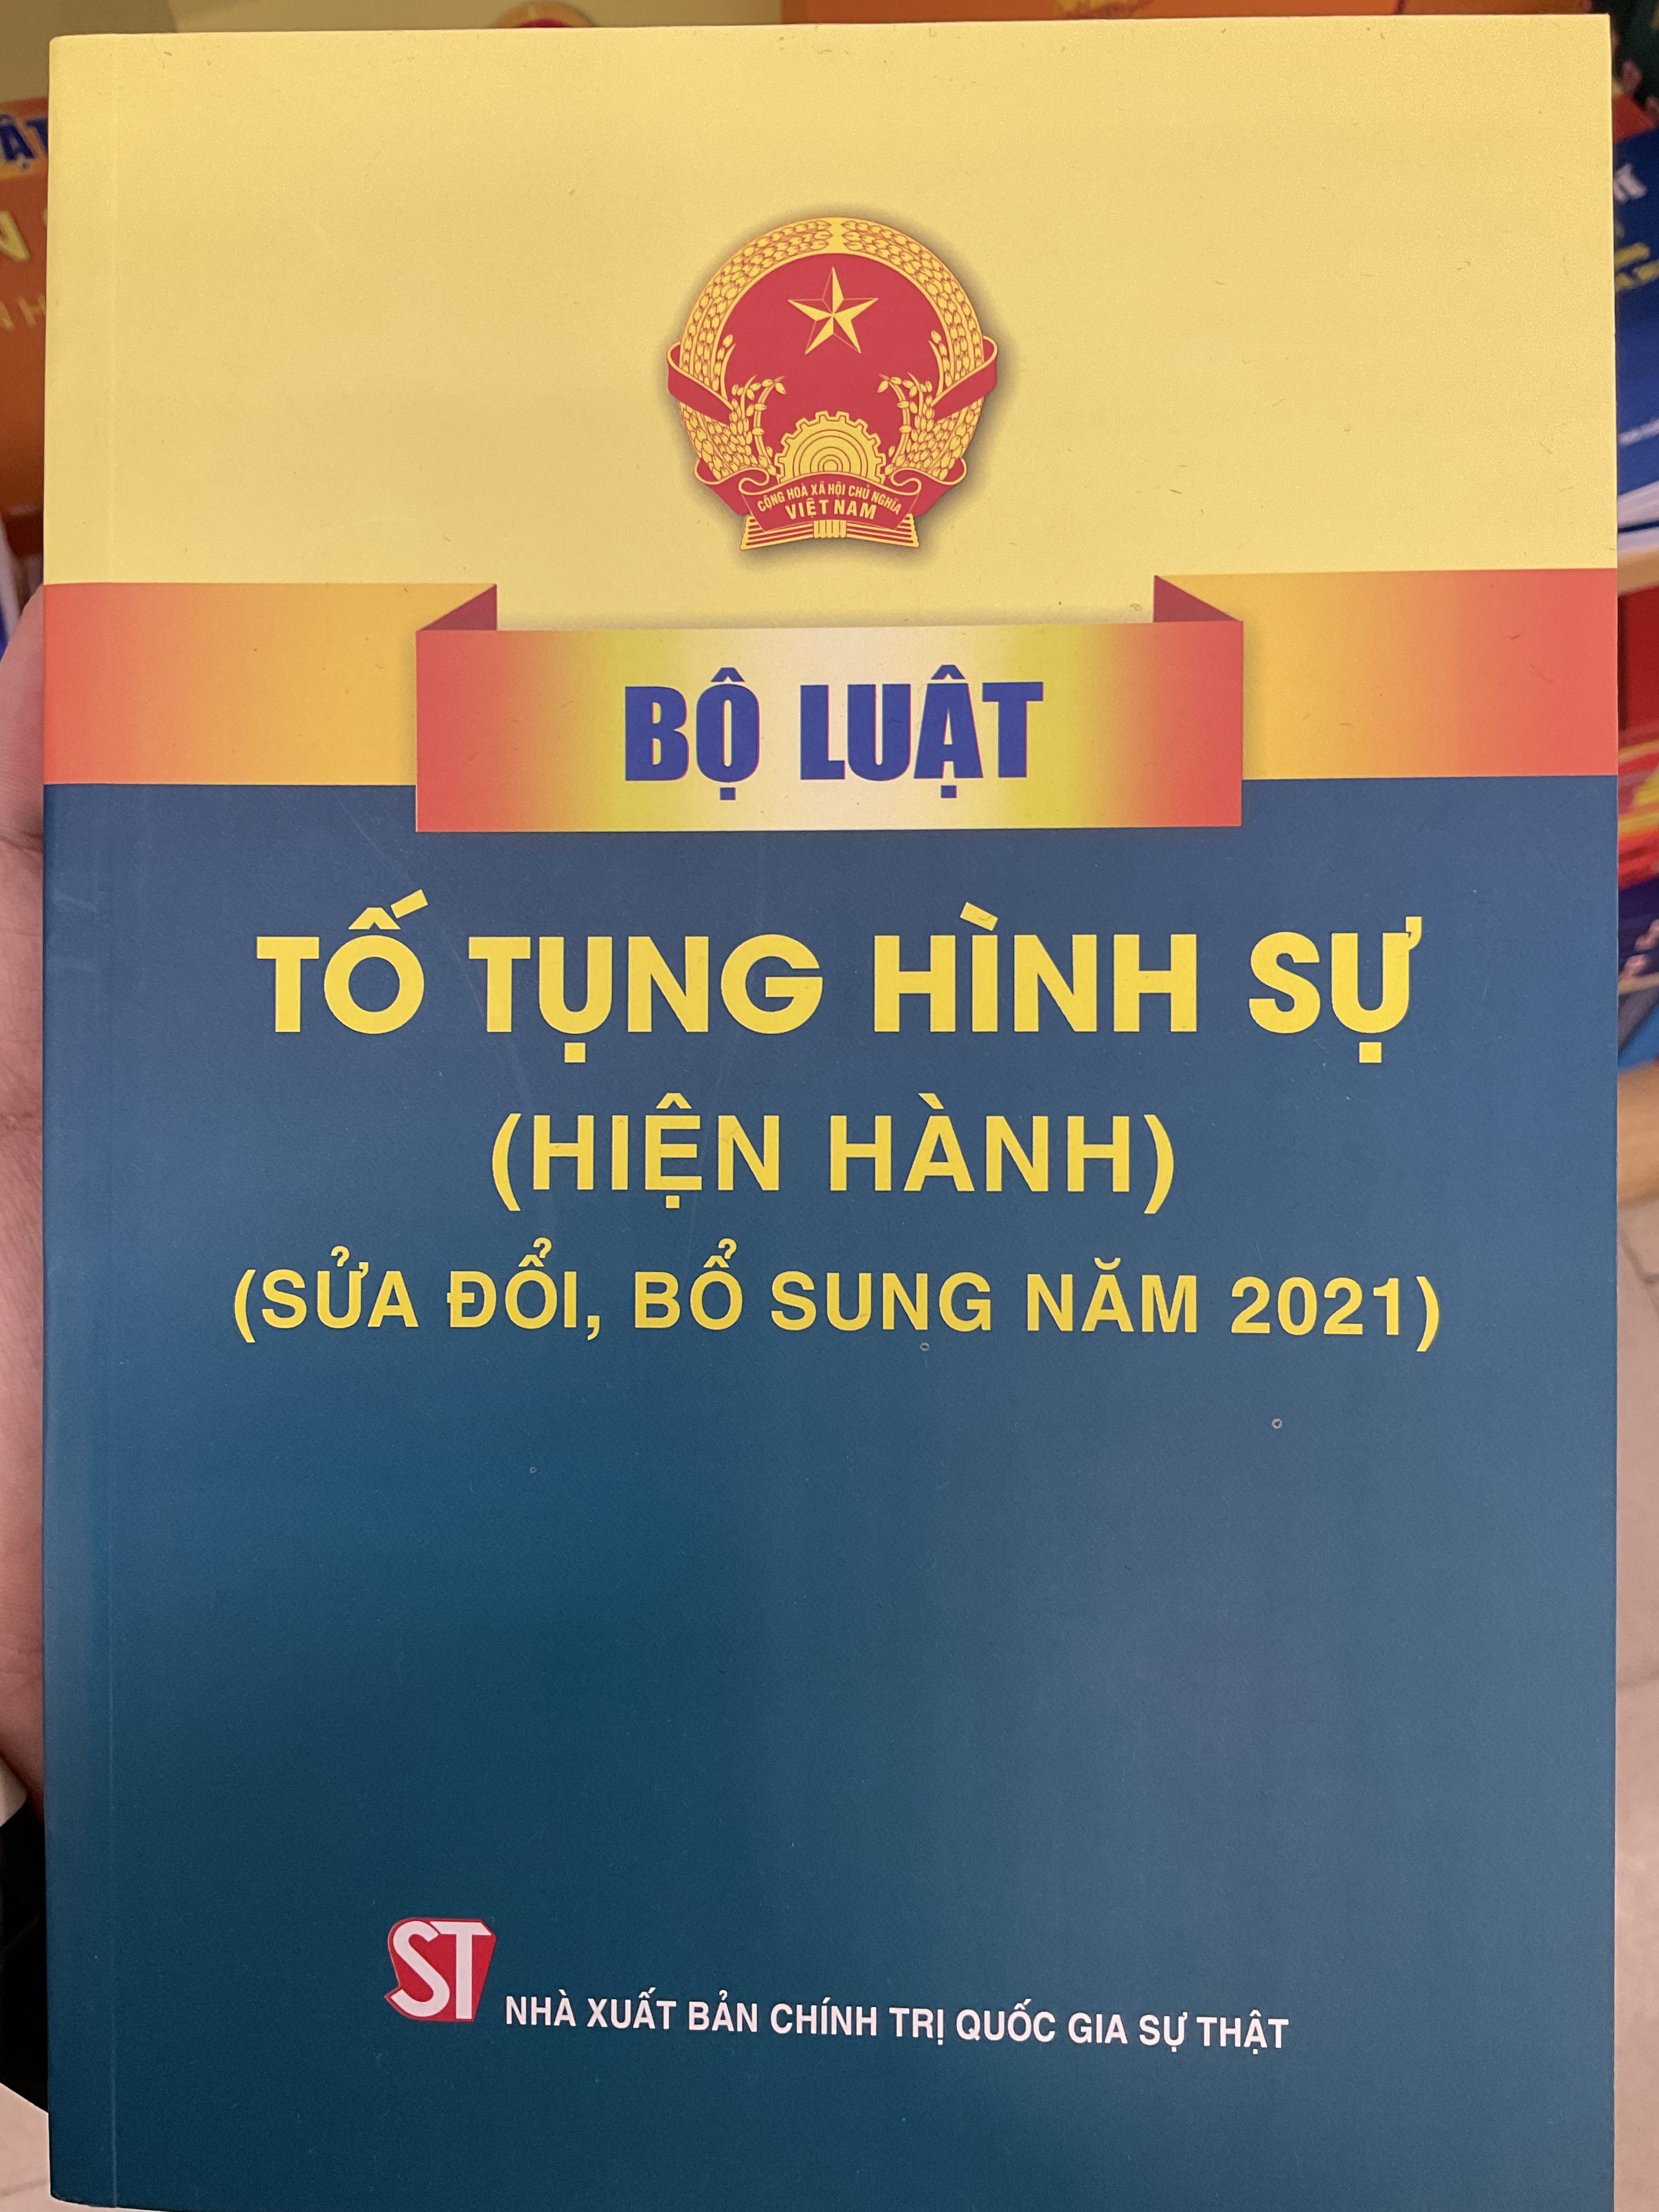 CỘNG HOÀ XÃ HỘI CHỦ NGHĨA
VIỆT NAM
BỘ LUẬT
TỐ TỤNG HÌNH SỰ
(HIỆN HÀNH)
(SỬA ĐỔI, BỔ SUNG NĂM 2021)
ST
NHÀ XUẤT BẢN CHÍNH TRỊ QUỐC GIA SỰ THẬT